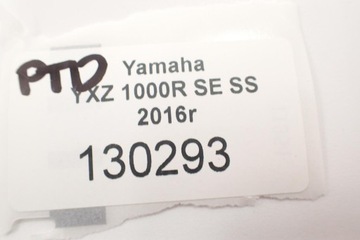 PTD Yamaha
YXZ 1000R SE SS
2016r
130293